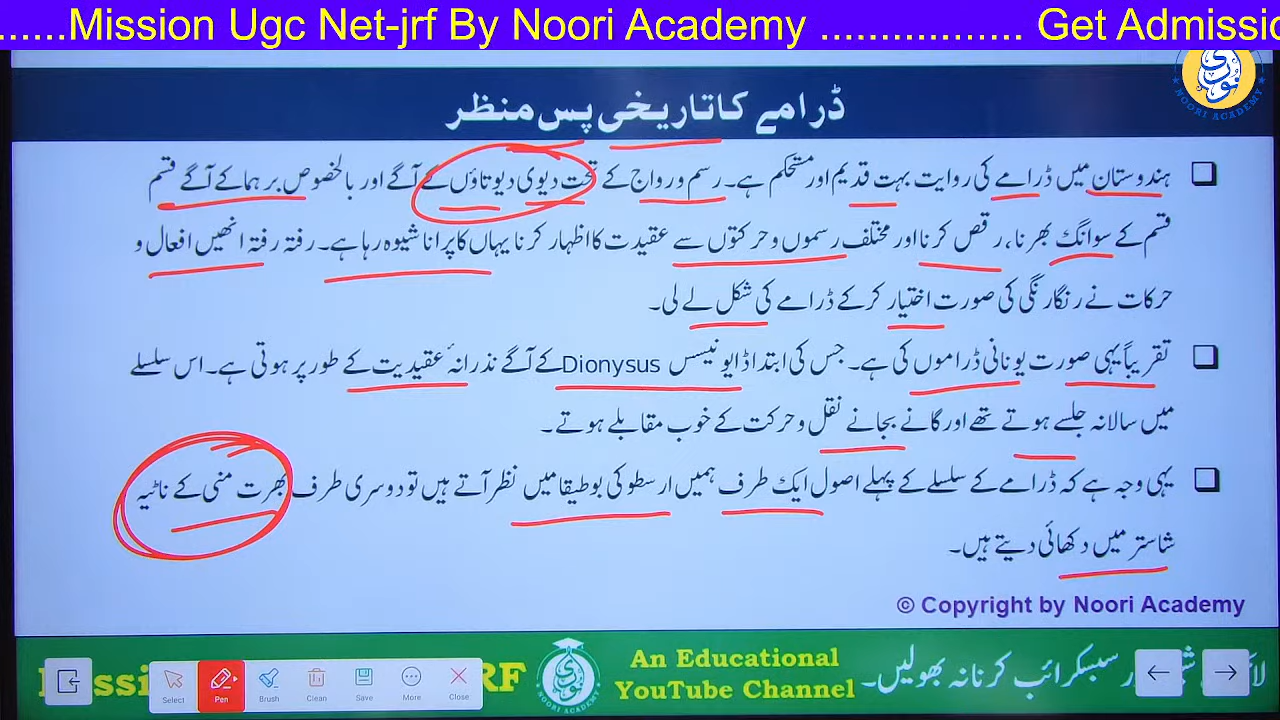 ......Mission Ugc Net-jrf By Noori Academy ................. Get Admissio
NOORI ACADEMY
ڈرامے کا تاریخی پس منظر
ہندوستان میں ڈرامے کی روایت بہت قدیم اور مستحکم ہے۔ رسم و رواج کے تحت دیوی دیوتاؤں کے آگے اور بالخصوص برہما کے آگے قسم
قسم کے سوانگ بھرنا، رقص کرنا اور مختلف رسموں و حرکتوں سے عقیدت کا اظہار کرنا یہاں کا پرانا شیوہ رہا ہے۔ رفتہ رفتہ انھیں افعال و
حرکات نے رنگا رنگی کی صورت اختیار کرکے ڈرامے کی شکل لے لی۔
تقریباً یہی صورت یونانی ڈراموں کی ہے۔ جس کی ابتدا ڈایونیسس Dionysus کے آگے نذرانۂ عقیدیت کے طور پر ہوتی ہے۔ اس سلسلے
میں سالانہ جلسے ہوتے تھے اور گانے بجانے نقل و حرکت کے خوب مقابلے ہوتے۔
یہی وجہ ہے کہ ڈرامے کے سلسلے کے پہلے اصول ایک طرف ہمیں ارسطو کی بوطیقا میں نظر آتے ہیں تو دوسری طرف بھرت منی کے ناٹیہ
شاستر میں دکھائی دیتے ہیں۔
© Copyright by Noori Academy
RF
An Educational
YouTube Channel
سبسکرائب کرنا نہ بھولیں۔
Select Pen Brush Clean Save More Close